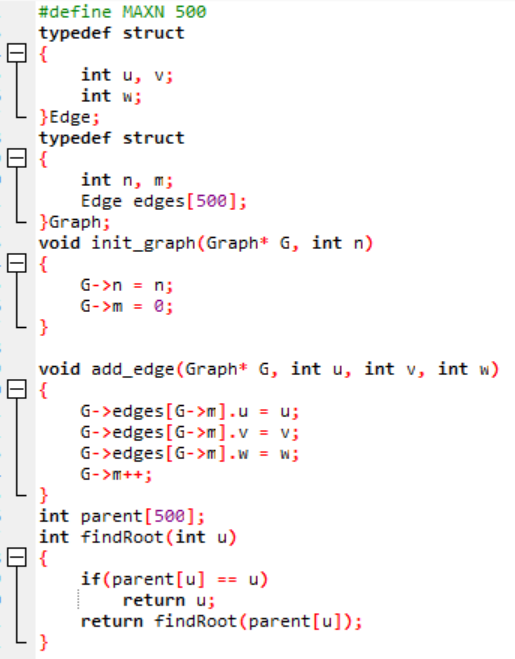 #define MAXN 500
typedef struct
{
    int u, v;
    int w;
}Edge;
typedef struct
{
    int n, m;
    Edge edges[500];
}Graph;
void init_graph(Graph* G, int n)
{
    G->n = n;
    G->m = 0;
}
void add_edge(Graph* G, int u, int v, int w)
{
    G->edges[G->m].u = u;
    G->edges[G->m].v = v;
    G->edges[G->m].w = w;
    G->m++;
}
int parent[500];
int findRoot(int u)
{
    if(parent[u] == u)
        return u;
    return findRoot(parent[u]);
}